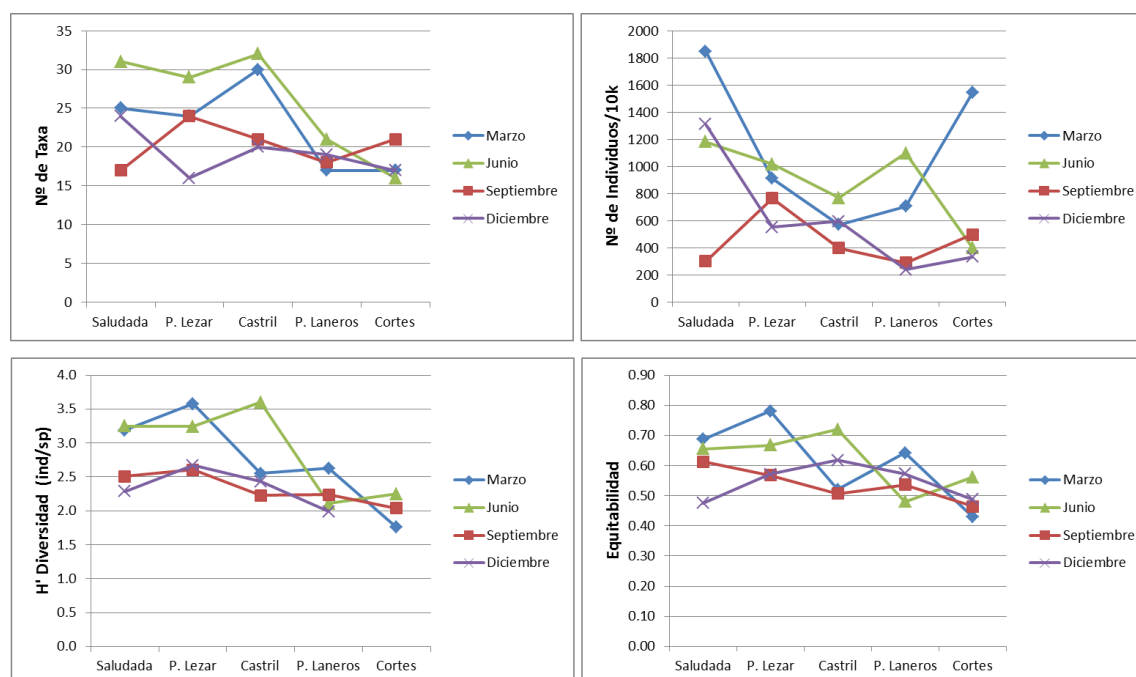 Nº de Taxa
35
30
25
20
15
10
5
0
Saludada P. Lezar Castril P. Laneros Cortes
Marzo
Junio
Septiembre
Diciembre
Nº de Individuos/10k
2000
1800
1600
1400
1200
1000
800
600
400
200
0
Saludada P. Lezar Castril P. Laneros Cortes
Marzo
Junio
Septiembre
Diciembre
H' Diversidad (ind/sp)
4.0
3.5
3.0
2.5
2.0
1.5
1.0
0.5
0.0
Saludada P. Lezar Castril P. Laneros Cortes
Marzo
Junio
Septiembre
Diciembre
Equitabilidad
0.90
0.80
0.70
0.60
0.50
0.40
0.30
0.20
0.10
0.00
Saludada P. Lezar Castril P. Laneros Cortes
Marzo
Junio
Septiembre
Diciembre